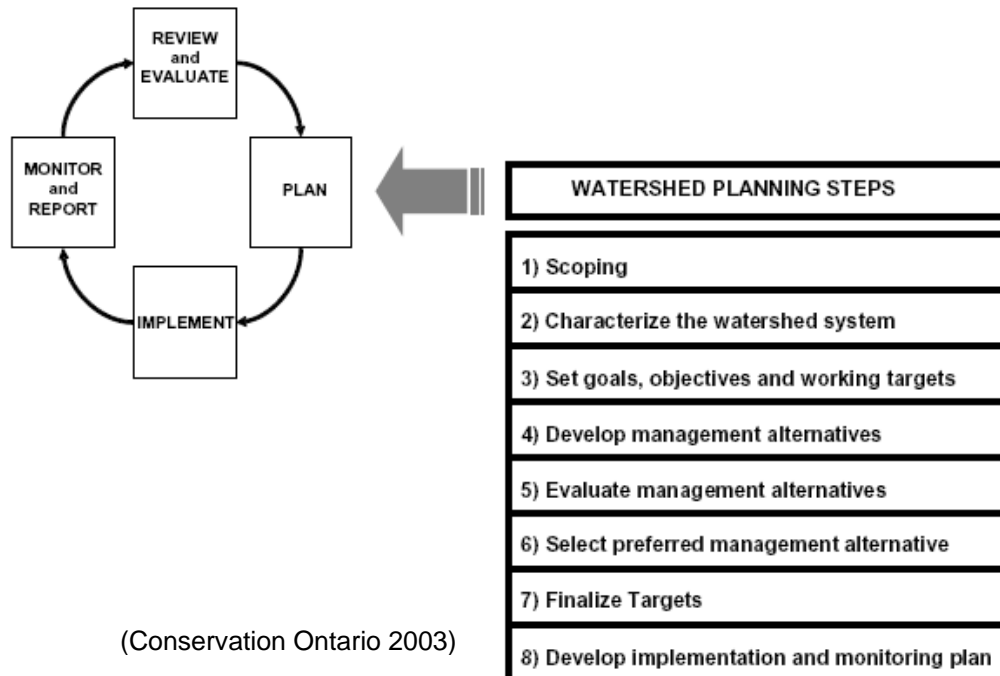 REVIEW
and
EVALUATE
MONITOR
and
REPORT
PLAN
IMPLEMENT
WATERSHED PLANNING STEPS
1) Scoping
2) Characterize the watershed system
3) Set goals, objectives and working targets
4) Develop management alternatives
5) Evaluate management alternatives
6) Select preferred management alternative
7) Finalize Targets
8) Develop implementation and monitoring plan
(Conservation Ontario 2003)